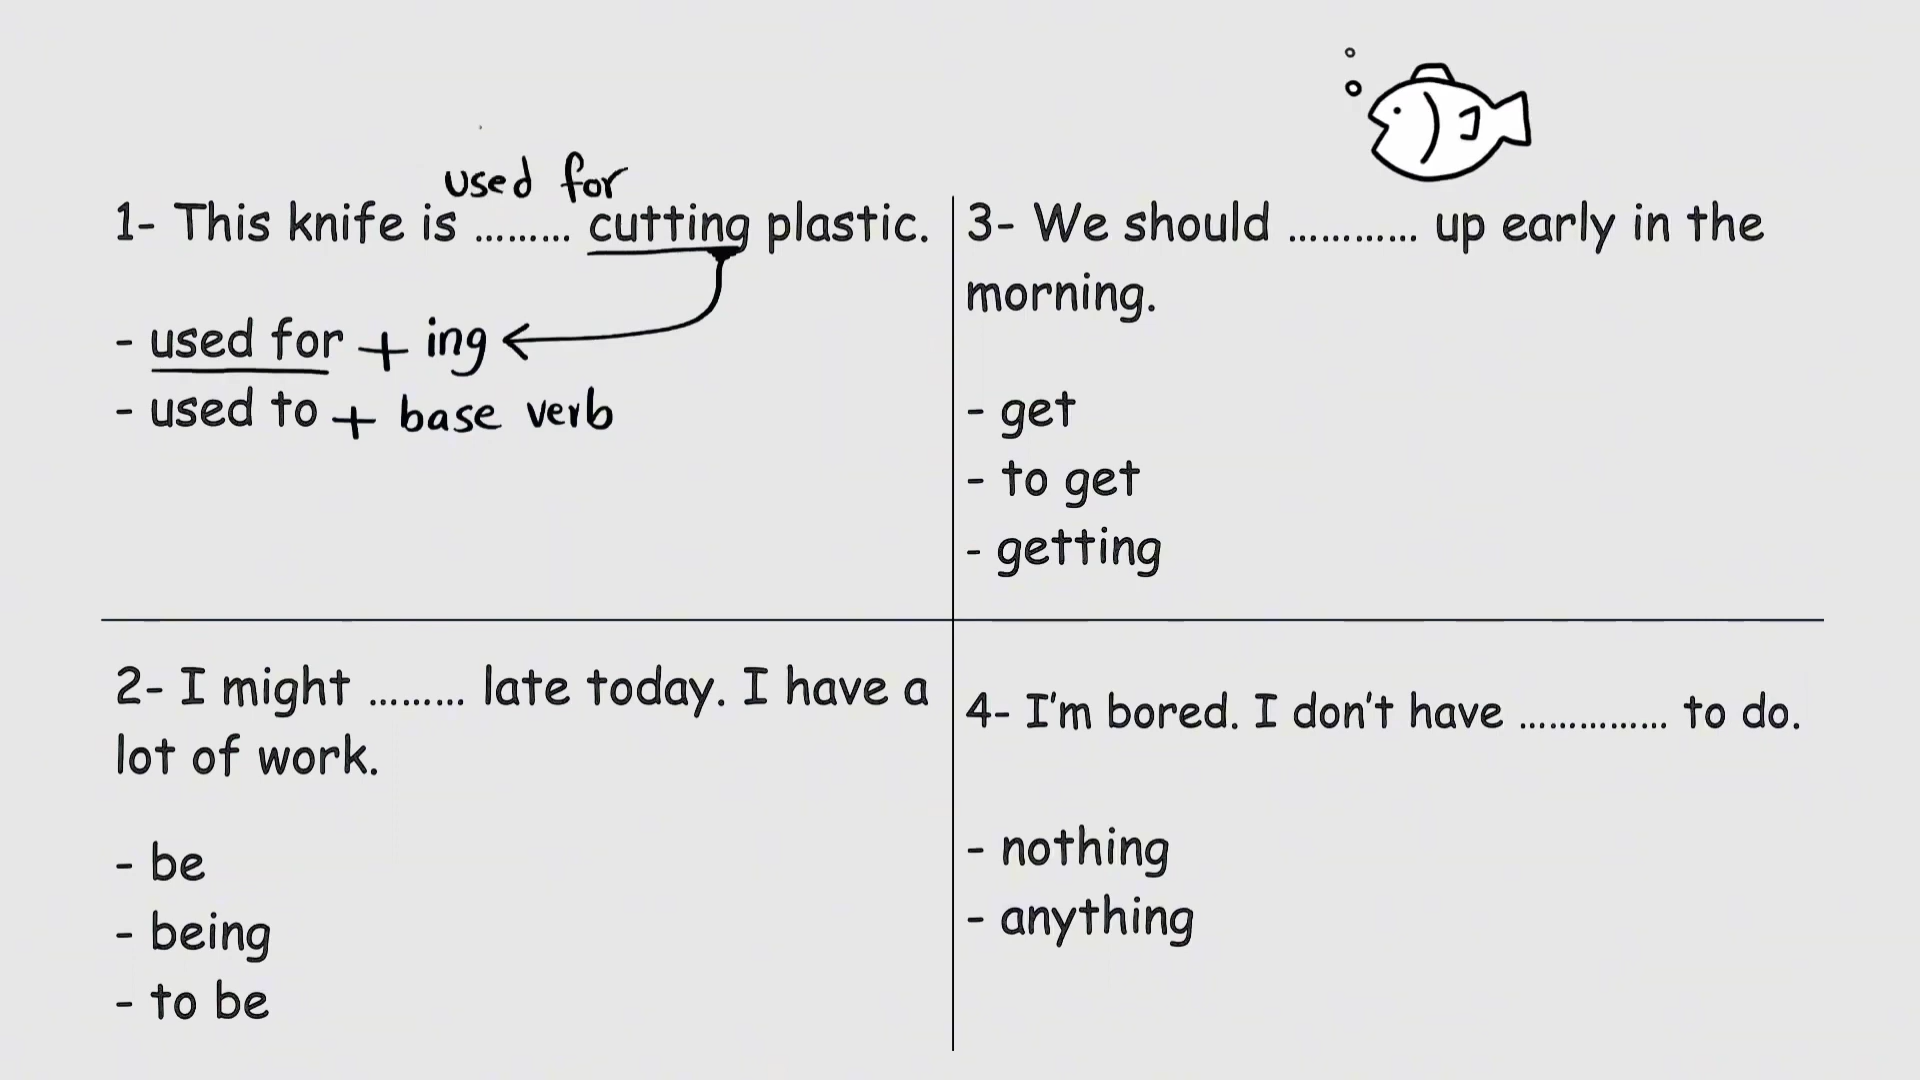 used for
1- This knife is ......... cutting plastic.
- used for + ing
- used to + base verb
2- I might ......... late today. I have a
lot of work.
- be
- being
- to be
3- We should ............ up early in the
morning.
- get
- to get
- getting
4- I'm bored. I don't have ............... to do.
- nothing
- anything